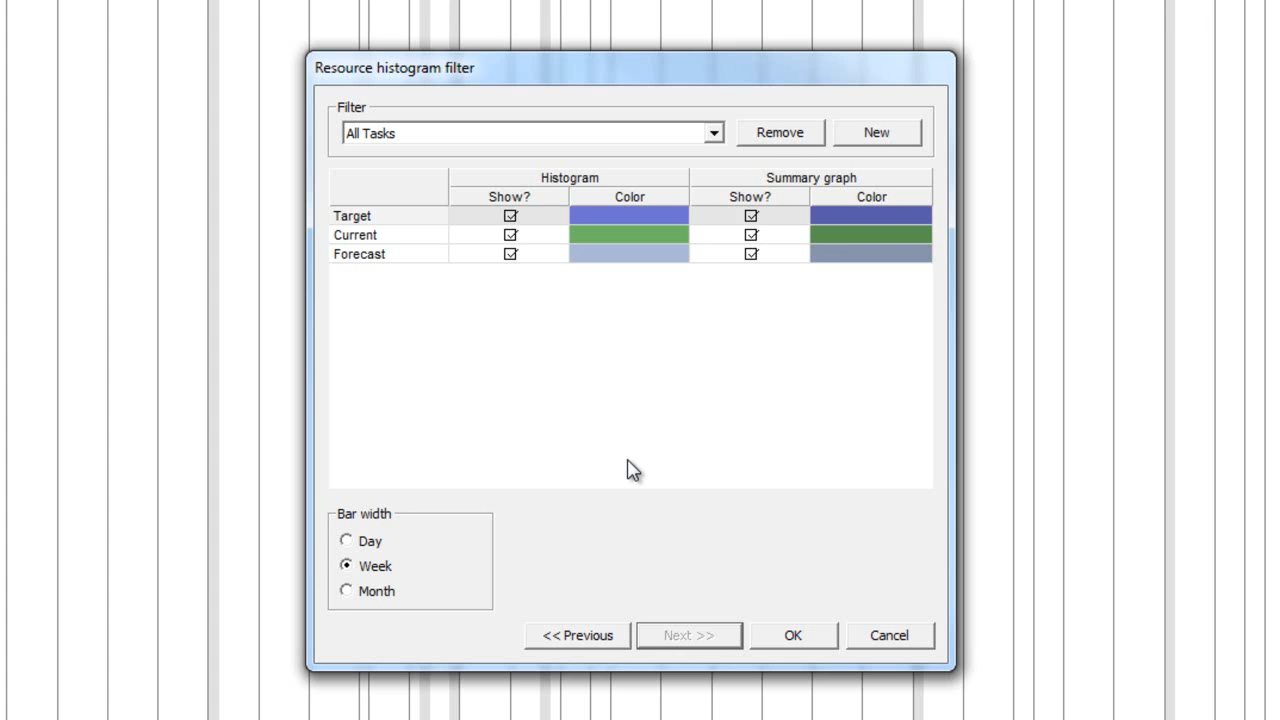 Resource histogram filter
Filter
All Tasks
Remove
New
Histogram
Summary graph
Show?
Color
Show?
Color
Target
Current
Forecast
Bar width
Day
Week
Month
<< Previous
Next >>
OK
Cancel